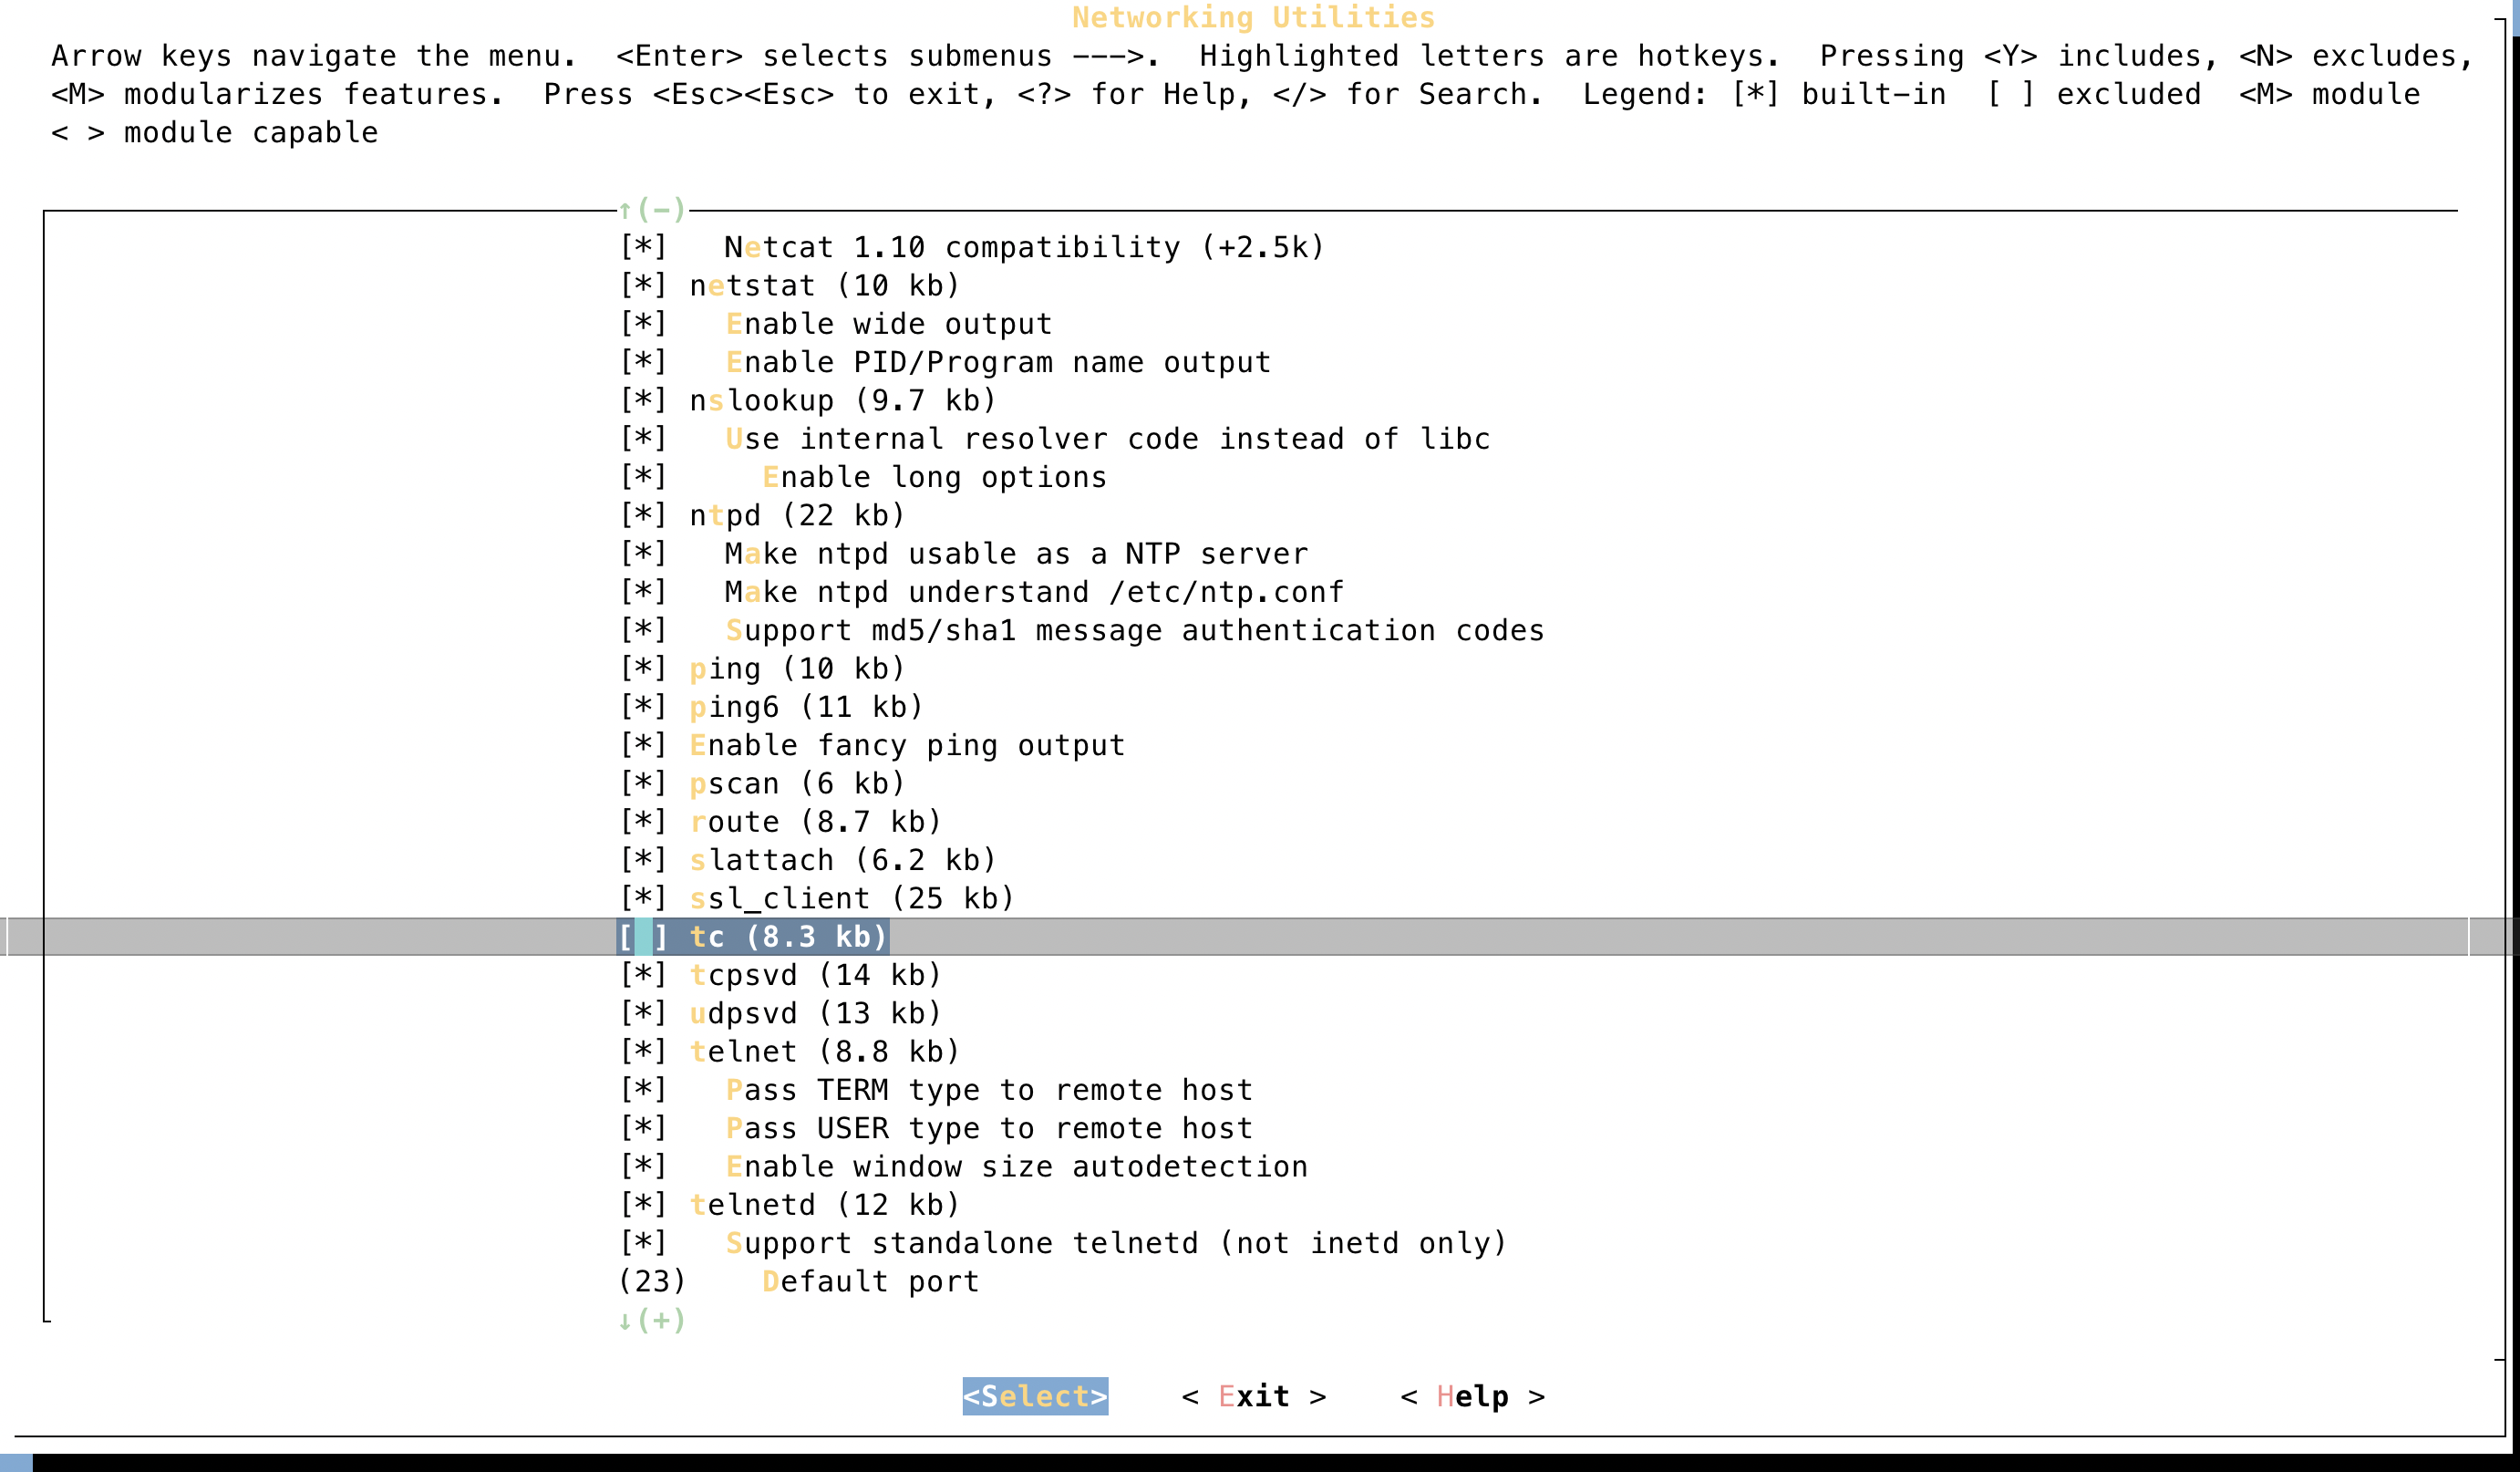 Networking Utilities
Arrow keys navigate the menu.  <Enter> selects submenus --->.  Highlighted letters are hotkeys.  Pressing <Y> includes, <N> excludes,
<M> modularizes features.  Press <Esc><Esc> to exit, <?> for Help, </> for Search.  Legend: [*] built-in  [ ] excluded  <M> module
< > module capable
↑(-)
[*]   Netcat 1.10 compatibility (+2.5k)
[*] netstat (10 kb)
[*]   Enable wide output
[*]   Enable PID/Program name output
[*] nslookup (9.7 kb)
[*]   Use internal resolver code instead of libc
[*]     Enable long options
[*] ntpd (22 kb)
[*]   Make ntpd usable as a NTP server
[*]   Make ntpd understand /etc/ntp.conf
[*]   Support md5/sha1 message authentication codes
[*] ping (10 kb)
[*] ping6 (11 kb)
[*] Enable fancy ping output
[*] pscan (6 kb)
[*] route (8.7 kb)
[*] slattach (6.2 kb)
[*] ssl_client (25 kb)
[ ] tc (8.3 kb)
[*] tcpsvd (14 kb)
[*] udpsvd (13 kb)
[*] telnet (8.8 kb)
[*]   Pass TERM type to remote host
[*]   Pass USER type to remote host
[*]   Enable window size autodetection
[*] telnetd (12 kb)
[*]   Support standalone telnetd (not inetd only)
(23)    Default port
↓(+)
<Select>    < Exit >    < Help >